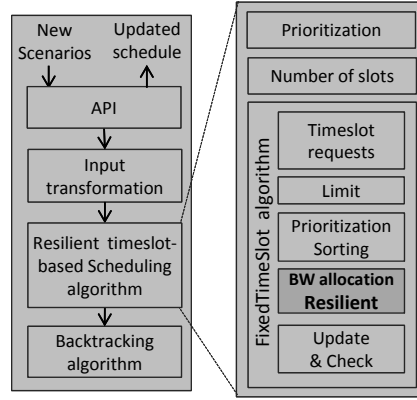 New
Scenarios
Updated
schedule
API
Input
transformation
Resilient timeslot-
based Scheduling
algorithm
Backtracking
algorithm
Prioritization
Number of slots
FixedTimeSlot algorithm
Timeslot
requests
Limit
Prioritization
Sorting
BW allocation
Resilient
Update
& Check